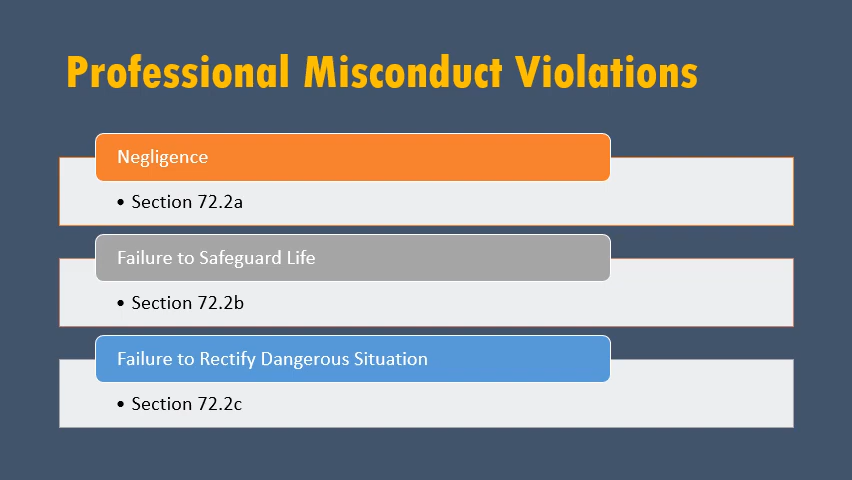 Professional Misconduct Violations
Negligence
• Section 72.2a
Failure to Safeguard Life
• Section 72.2b
Failure to Rectify Dangerous Situation
• Section 72.2c